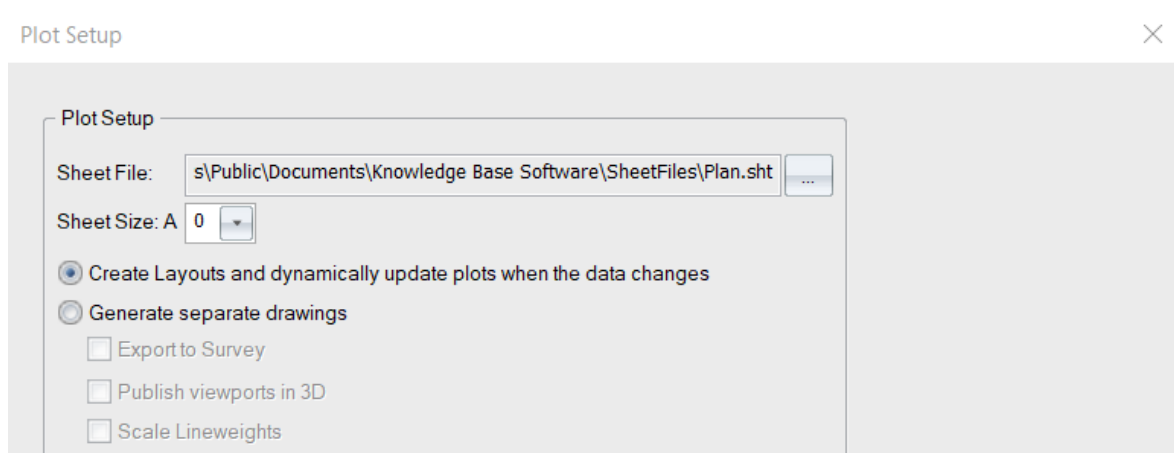 Plot Setup
Plot Setup
Sheet File: s\Public\Documents\Knowledge Base Software\SheetFiles\Plan.sht ...
Sheet Size: A 0
Create Layouts and dynamically update plots when the data changes
Generate separate drawings
Export to Survey
Publish viewports in 3D
Scale Lineweights